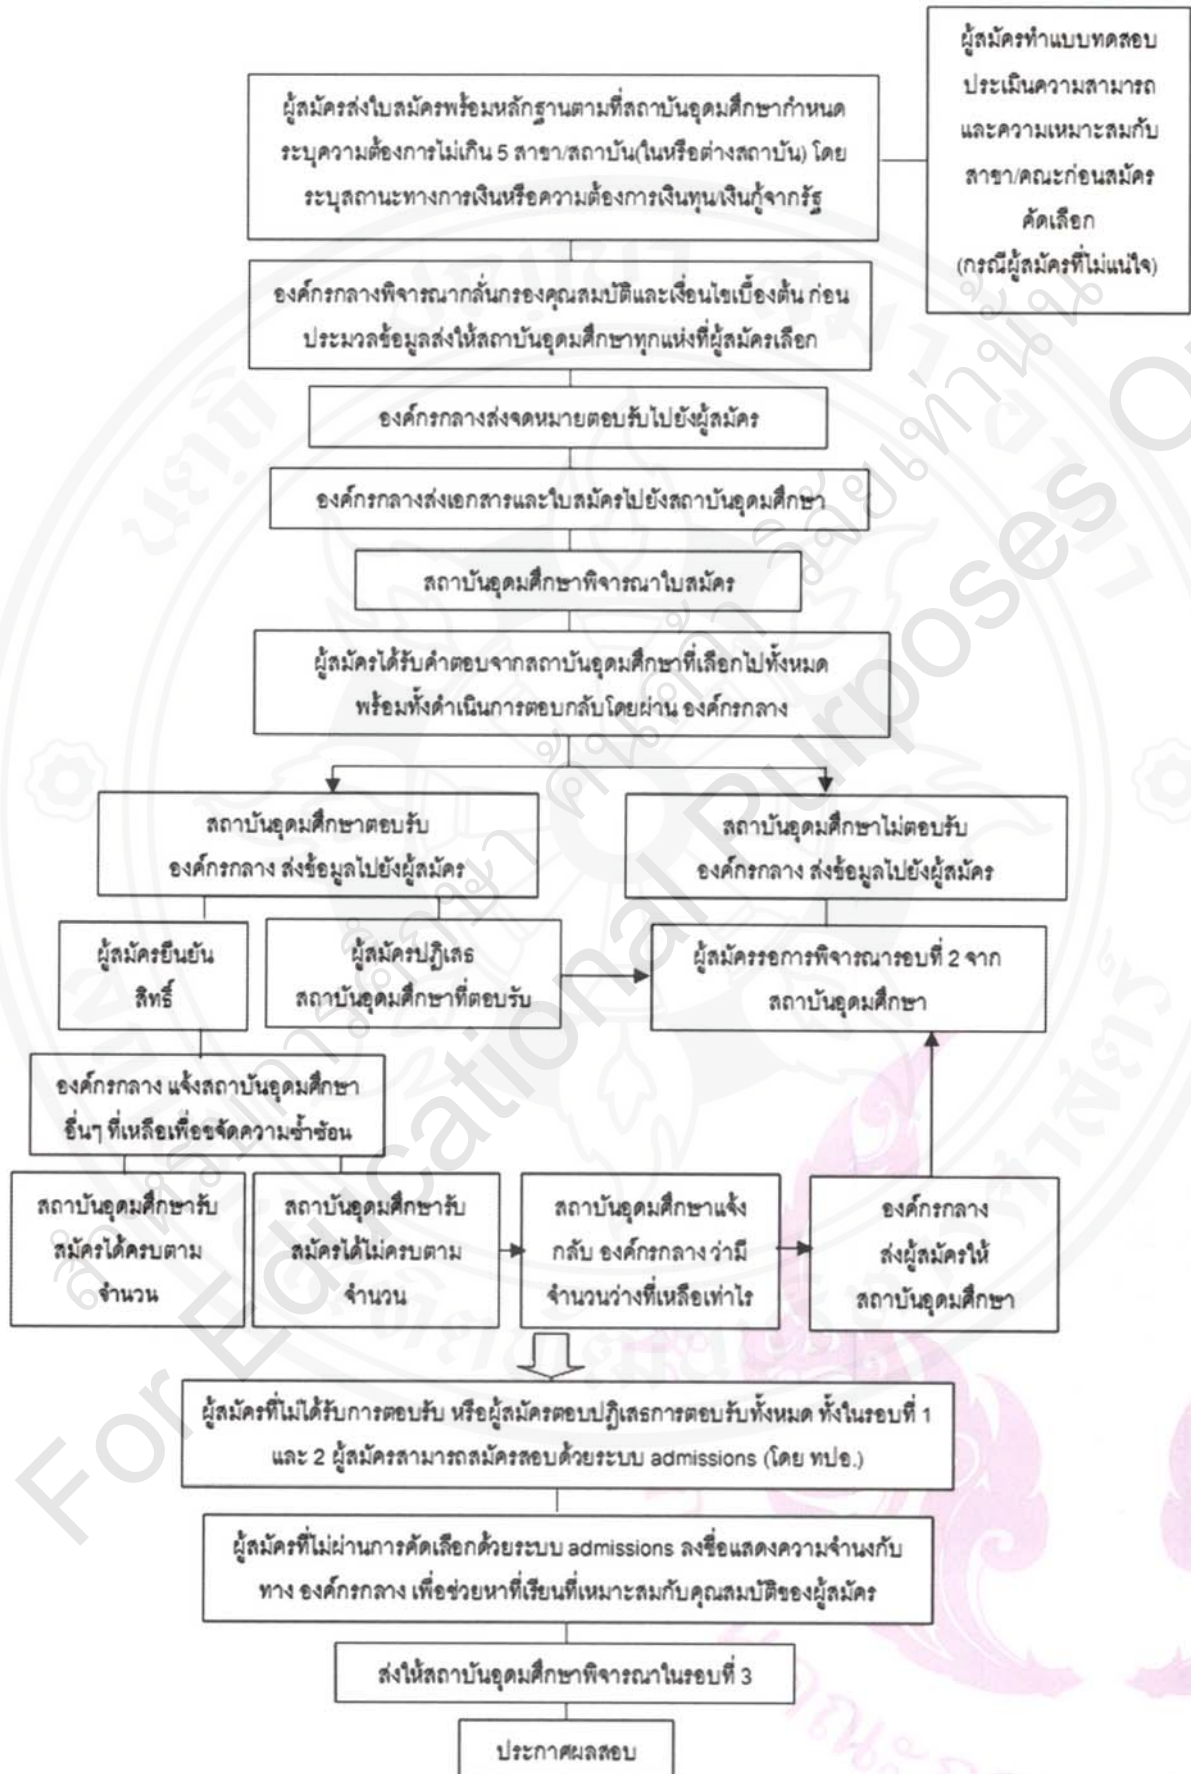 ผู้สมัครทำแบบทดสอบ
ประเมินความสามารถ
และความเหมาะสมกับ
สาขา/คณะก่อนสมัคร
คัดเลือก
(กรณีผู้สมัครที่ไม่แน่ใจ)
ผู้สมัครส่งใบสมัครพร้อมหลักฐานตามที่สถาบันอุดมศึกษากำหนด
ระบุความต้องการไม่เกิน 5 สาขา/สถาบัน(ในหรือต่างสถาบัน) โดย
ระบุสถานะทางการเงินหรือความต้องการเงินทุน/เงินกู้จากรัฐ
องค์กรกลางพิจารณากลั่นกรองคุณสมบัติและเงื่อนไขเบื้องต้น ก่อน
ประมวลข้อมูลส่งให้สถาบันอุดมศึกษาทุกแห่งที่ผู้สมัครเลือก
องค์กรกลางส่งจดหมายตอบรับไปยังผู้สมัคร
องค์กรกลางส่งเอกสารและใบสมัครไปยังสถาบันอุดมศึกษา
สถาบันอุดมศึกษาพิจารณาใบสมัคร
ผู้สมัครได้รับคำตอบจากสถาบันอุดมศึกษาที่เลือกไปทั้งหมด
พร้อมทั้งดำเนินการตอบกลับโดยผ่าน องค์กรกลาง
สถาบันอุดมศึกษาตอบรับ
องค์กรกลาง ส่งข้อมูลไปยังผู้สมัคร
สถาบันอุดมศึกษาไม่ตอบรับ
องค์กรกลาง ส่งข้อมูลไปยังผู้สมัคร
ผู้สมัครยืนยัน
สิทธิ์
ผู้สมัครปฏิเสธ
สถาบันอุดมศึกษาที่ตอบรับ
ผู้สมัครรอการพิจารณารอบที่ 2 จาก
สถาบันอุดมศึกษา
องค์กรกลาง แจ้งสถาบันอุดมศึกษา
อื่นๆ ที่เหลือเพื่อขจัดความซ้ำซ้อน
สถาบันอุดมศึกษารับ
สมัครได้ครบตาม
จำนวน
สถาบันอุดมศึกษารับ
สมัครได้ไม่ครบตาม
จำนวน
สถาบันอุดมศึกษาแจ้ง
กลับ องค์กรกลาง ว่ามี
จำนวนว่างที่เหลือเท่าไร
องค์กรกลาง
ส่งผู้สมัครให้
สถาบันอุดมศึกษา
ผู้สมัครที่ไม่ได้รับการตอบรับ หรือผู้สมัครตอบปฏิเสธการตอบรับทั้งหมด ทั้งในรอบที่ 1
และ 2 ผู้สมัครสามารถสมัครสอบด้วยระบบ admissions (โดย ทปอ.)
ผู้สมัครที่ไม่ผ่านการคัดเลือกด้วยระบบ admissions ลงชื่อแสดงความจำนงกับ
ทาง องค์กรกลาง เพื่อช่วยหาที่เรียนที่เหมาะสมกับคุณสมบัติของผู้สมัคร
ส่งให้สถาบันอุดมศึกษาพิจารณาในรอบที่ 3
ประกาศผลสอบ
สำหรับการศึกษา ค้นคว้า วิจัยเท่านั้น
For Educational Purposes